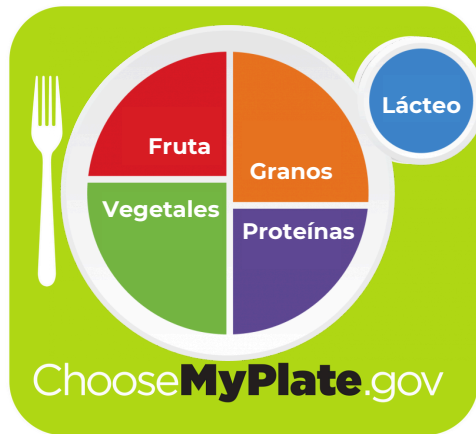 Fruta
Granos
Lácteo
Vegetales
Proteínas
ChooseMyPlate.gov